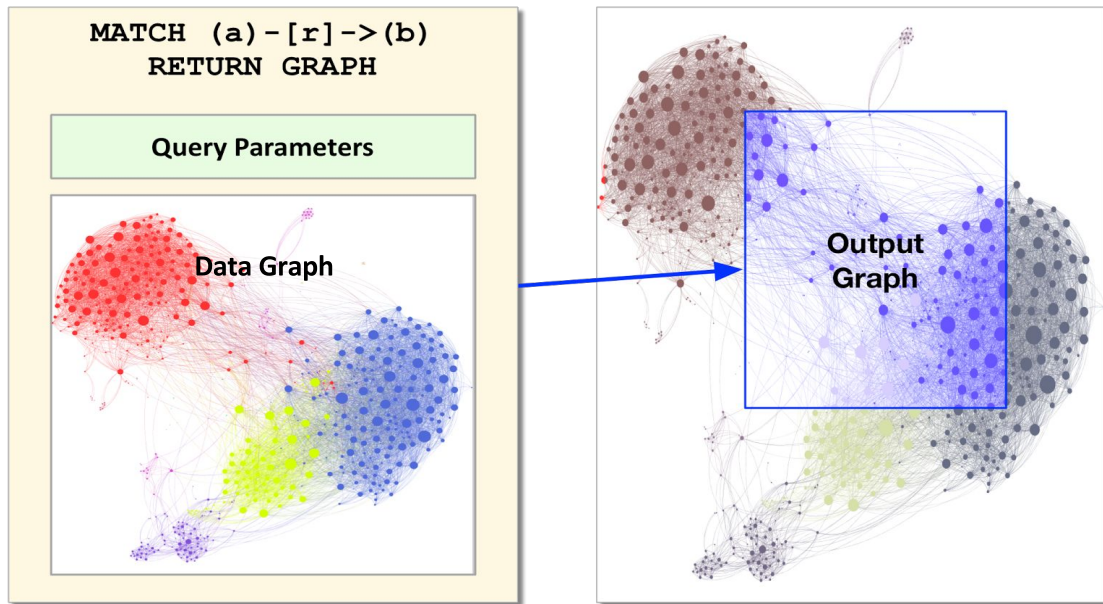 MATCH (a)-[r]->(b)
RETURN GRAPH
Query Parameters
Data Graph
Output
Graph